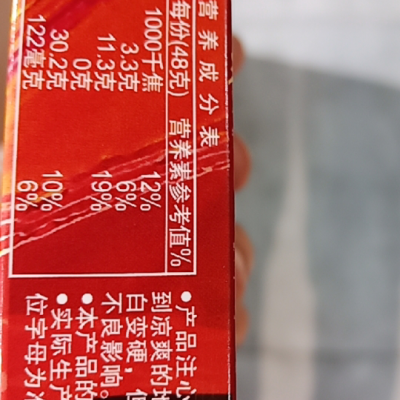 营养成分表
每份(48克) 营养素参考值%
1000千焦 12%
3.3克 6%
11.3克 19%
0克
30.2克 10%
122毫克 6%
•产品注心
到凉爽的地
白变硬，
不良影响。
•本产品的
•实际生产
位字母为